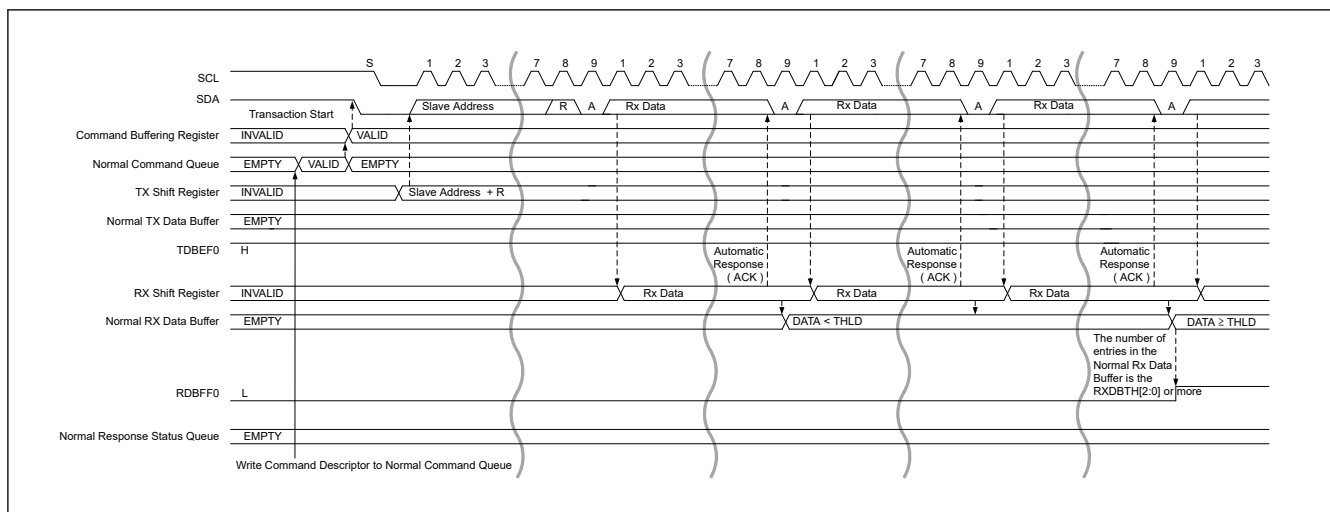 S 1 2 3 7 8 9 1 2 3 7 8 9 1 2 3 7 8 9 1 2 3 7 8 9 1 2 3
SCL
SDA
Transaction Start Slave Address R A Rx Data A Rx Data A Rx Data A
Command Buffering Register INVALID VALID
Normal Command Queue EMPTY VALID EMPTY
TX Shift Register INVALID Slave Address + R
Normal TX Data Buffer EMPTY
TDBEF0 H
Automatic Response ( ACK )
Automatic Response ( ACK )
Automatic Response ( ACK )
RX Shift Register INVALID Rx Data Rx Data Rx Data
Normal RX Data Buffer EMPTY DATA < THLD DATA ≥ THLD
The number of
entries in the
Normal Rx Data
Buffer is the
RXDBTH[2:0] or more
RDBFF0 L
Normal Response Status Queue EMPTY
Write Command Descriptor to Normal Command Queue